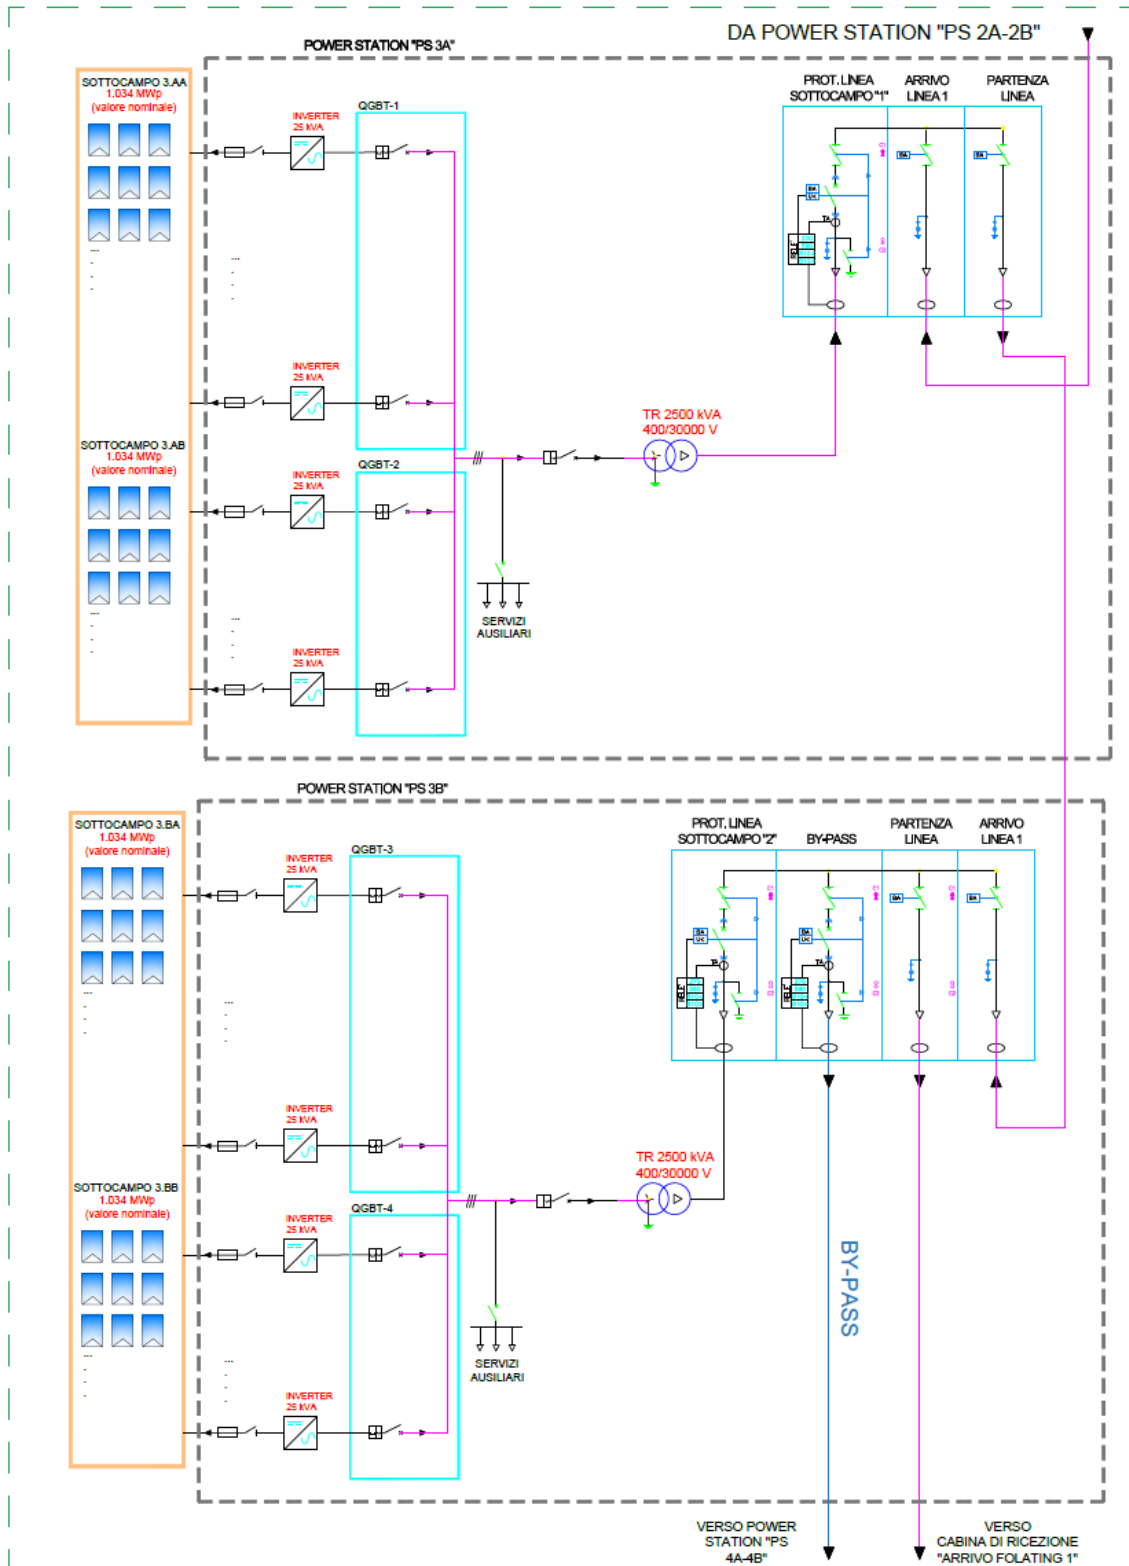 DA POWER STATION "PS 2A-2B"
POWER STATION "PS 3A"
SOTTOCAMPO 3.AA
1.034 MWp
(valore nominale)
INVERTER
25 kVA
QGBT-1
PROT. LINEA
SOTTOCAMPO "1"
ARRIVO
LINEA 1
PARTENZA
LINEA
TA
RELE'
INVERTER
25 kVA
SOTTOCAMPO 3.AB
1.034 MWp
(valore nominale)
QGBT-2
INVERTER
25 kVA
TR 2500 kVA
400/30000 V
SERVIZI
AUSILIARI
INVERTER
25 kVA
POWER STATION "PS 3B"
SOTTOCAMPO 3.BA
1.034 MWp
(valore nominale)
INVERTER
25 kVA
QGBT-3
PROT. LINEA
SOTTOCAMPO "2"
BY-PASS
PARTENZA
LINEA
ARRIVO
LINEA 1
TA
RELE'
TA
RELE'
INVERTER
25 kVA
SOTTOCAMPO 3.BB
1.034 MWp
(valore nominale)
QGBT-4
INVERTER
25 kVA
TR 2500 kVA
400/30000 V
BY-PASS
SERVIZI
AUSILIARI
INVERTER
25 kVA
VERSO POWER
STATION "PS
4A-4B"
VERSO
CABINA DI RICEZIONE
"ARRIVO FOLATING 1"